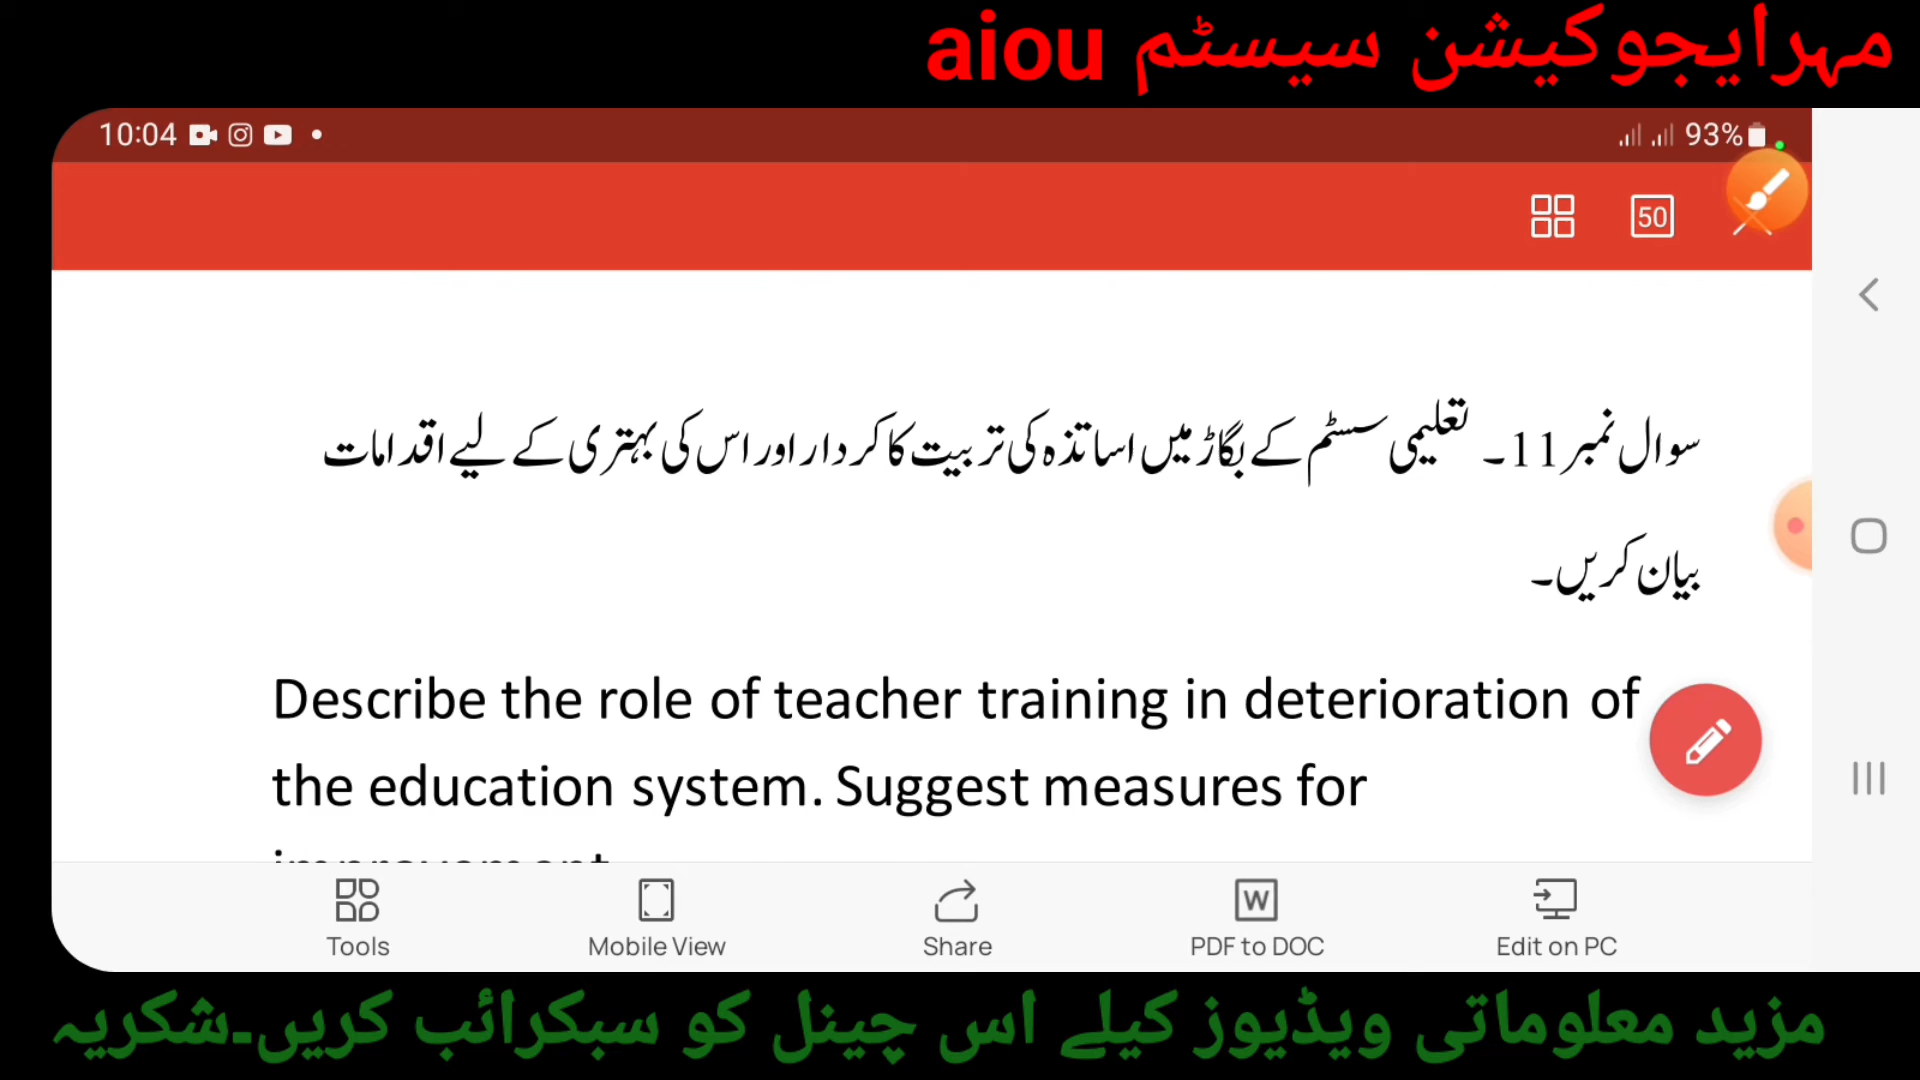 مہرایجوکیشن سیسٹم aiou
10:04
93%
50
سوال نمبر 11۔ تعلیمی سسٹم کے بگاڑ میں اساتذہ کی تربیت کا کردار اور اس کی بہتری کے لیے اقدامات
بیان کریں۔
Describe the role of teacher training in deterioration of
the education system. Suggest measures for
improvement
Tools
Mobile View
Share
W
PDF to DOC
Edit on PC
مزید معلوماتی ویڈیوز کیلے اس چینل کو سبکرائب کریں۔شکریہ